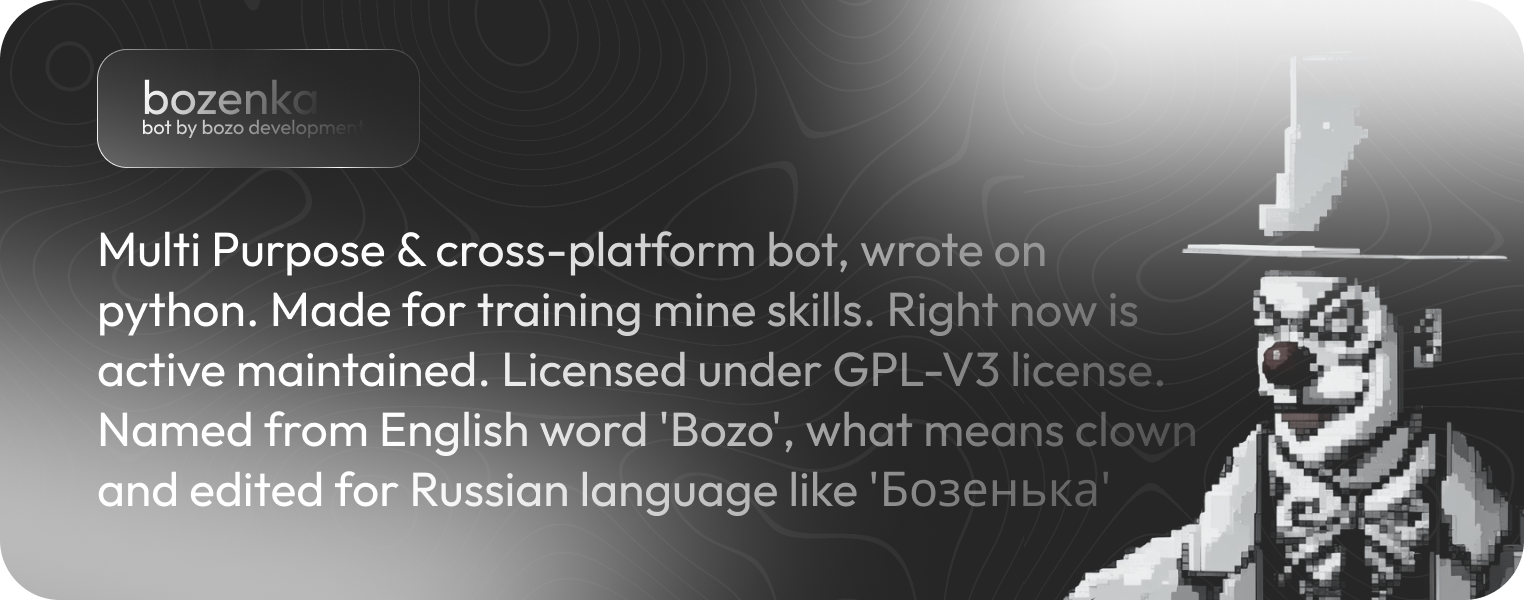 bozenka
bot by bozo development
Multi Purpose & cross-platform bot, wrote on
python. Made for training mine skills. Right now is
active maintained. Licensed under GPL-V3 license.
Named from English word 'Bozo', what means clown
and edited for Russian language like 'Бозенька'